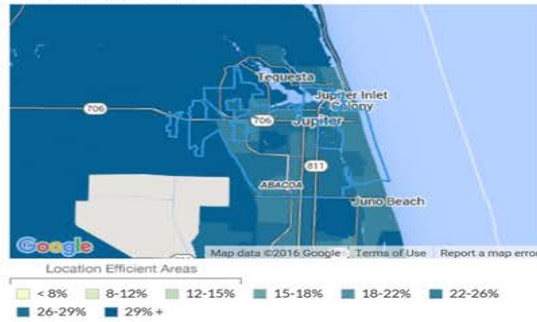 Tequesta
Jupiter Inlet
Colony
706
706
Jupiter
811
ABACOA
Juno Beach
Google
Map data ©2016 Google
Terms of Use
Report a map error
Location Efficient Areas
< 8%
8-12%
12-15%
15-18%
18-22%
22-26%
26-29%
29% +